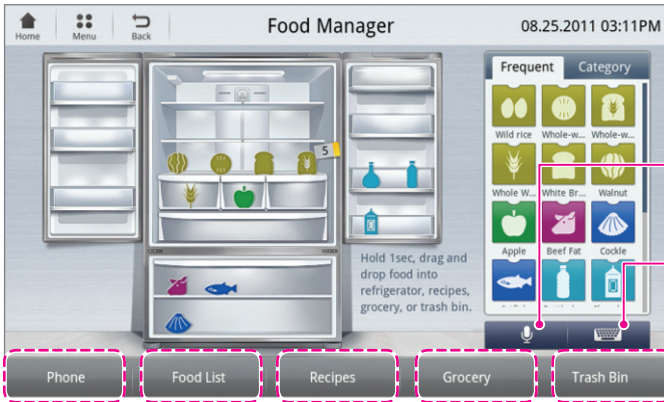 Home
Menu
Back
Food Manager
08.25.2011 03:11PM
Frequent
Category
Wild rice
Whole-w...
Whole-w...
Whole W...
White Br...
Walnut
Apple
Beef Fat
Cockle
5
Hold 1sec, drag and
drop food into
refrigerator, recipes,
grocery, or trash bin.
Phone
Food List
Recipes
Grocery
Trash Bin